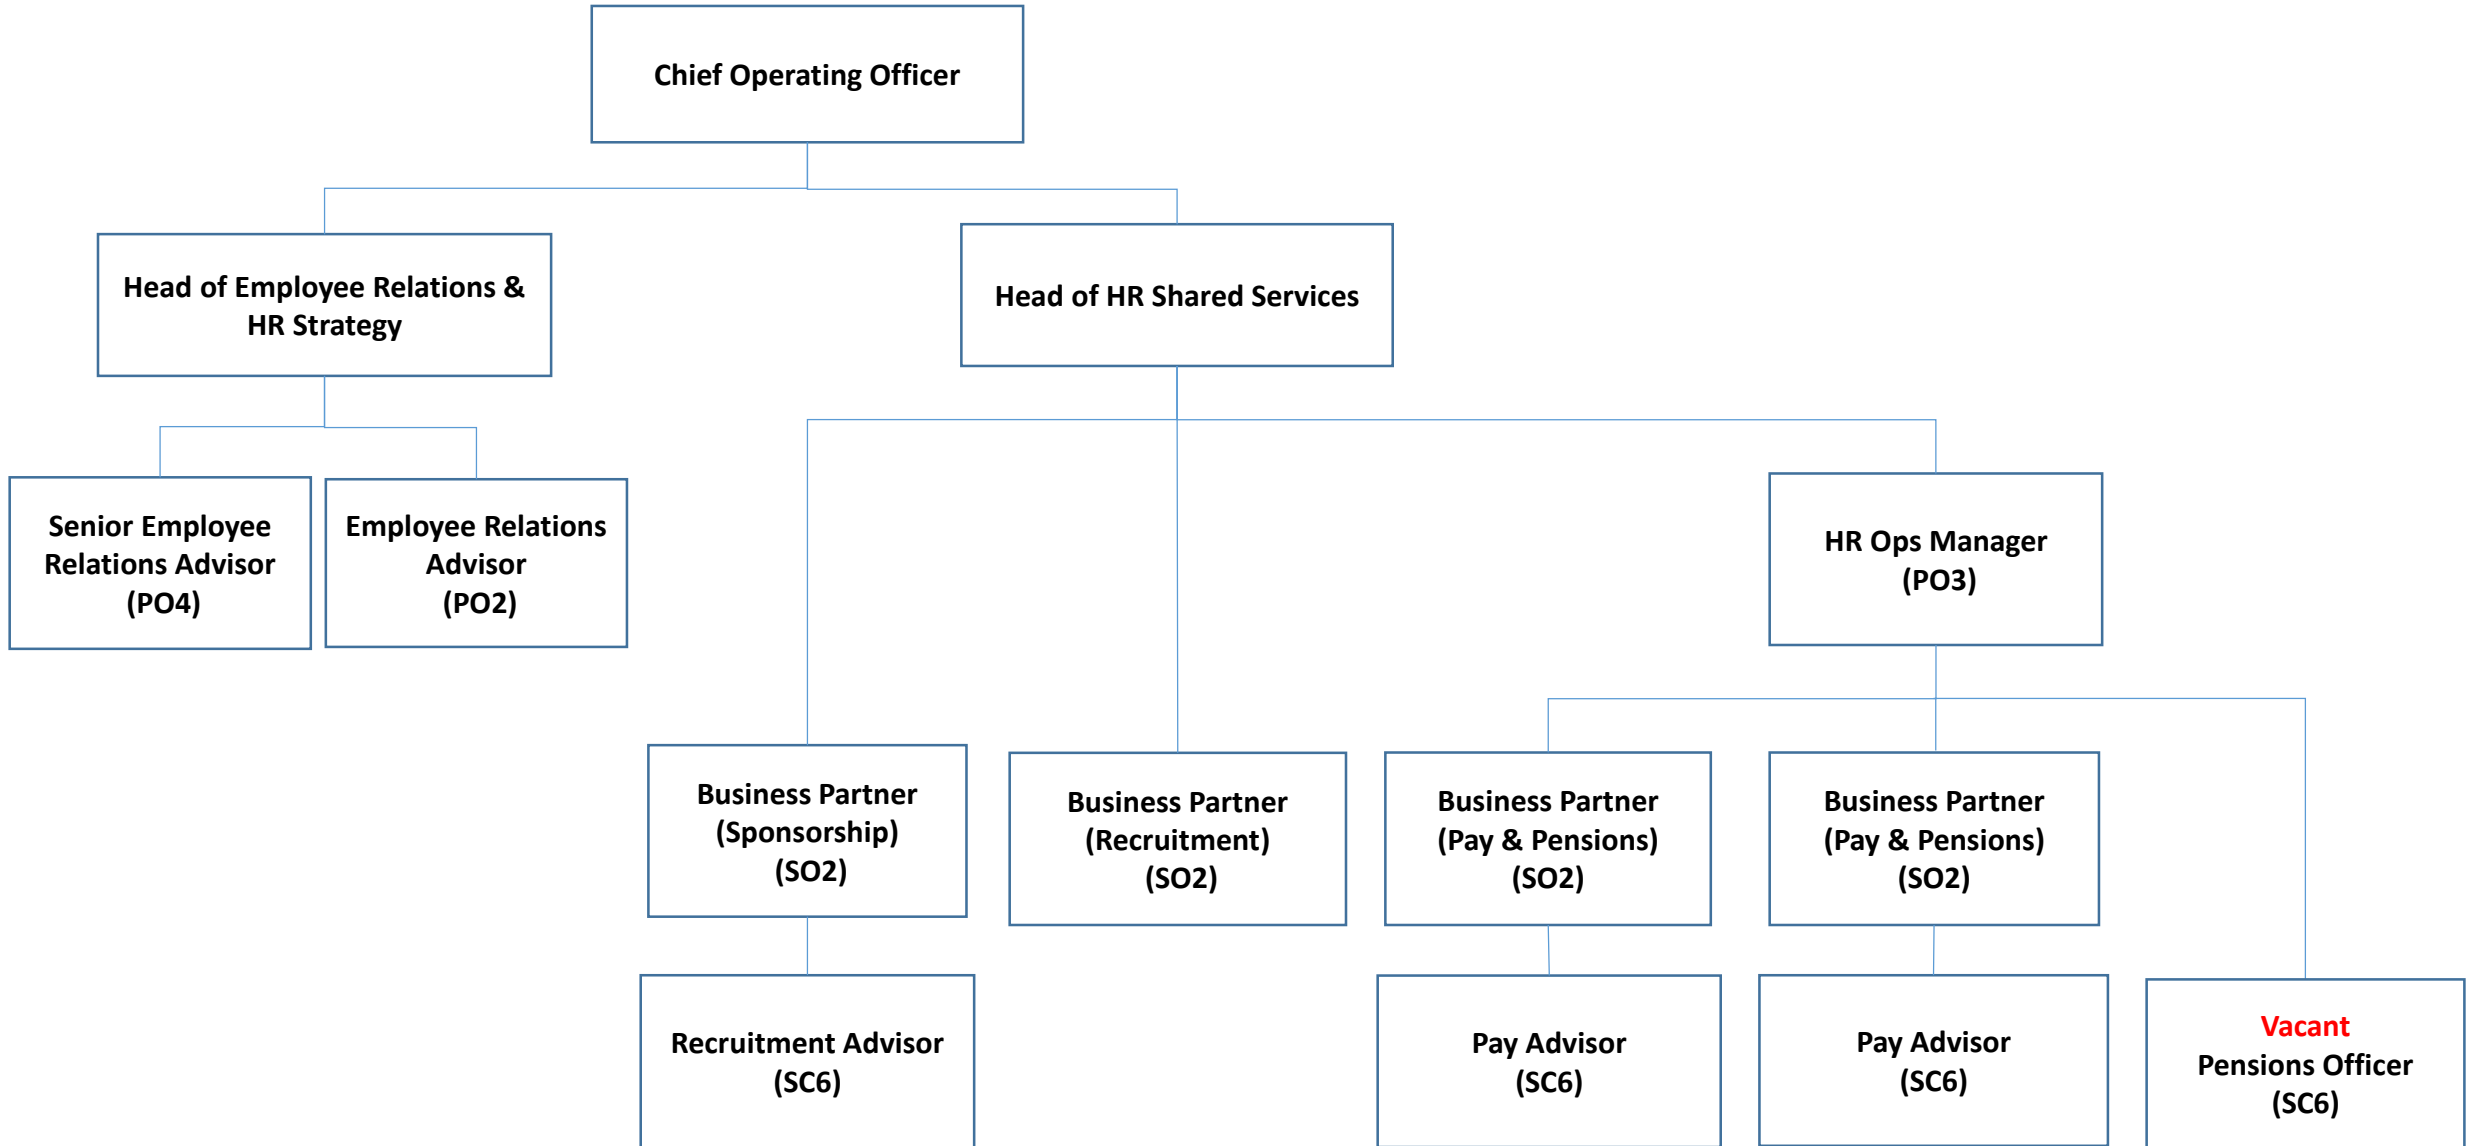 Chief Operating Officer
Head of Employee Relations &
HR Strategy
Head of HR Shared Services
Senior Employee
Relations Advisor
(PO4)
Employee Relations
Advisor
(PO2)
HR Ops Manager
(PO3)
Business Partner
(Sponsorship)
(SO2)
Business Partner
(Recruitment)
(SO2)
Business Partner
(Pay & Pensions)
(SO2)
Business Partner
(Pay & Pensions)
(SO2)
Recruitment Advisor
(SC6)
Pay Advisor
(SC6)
Pay Advisor
(SC6)
Vacant
Pensions Officer
(SC6)